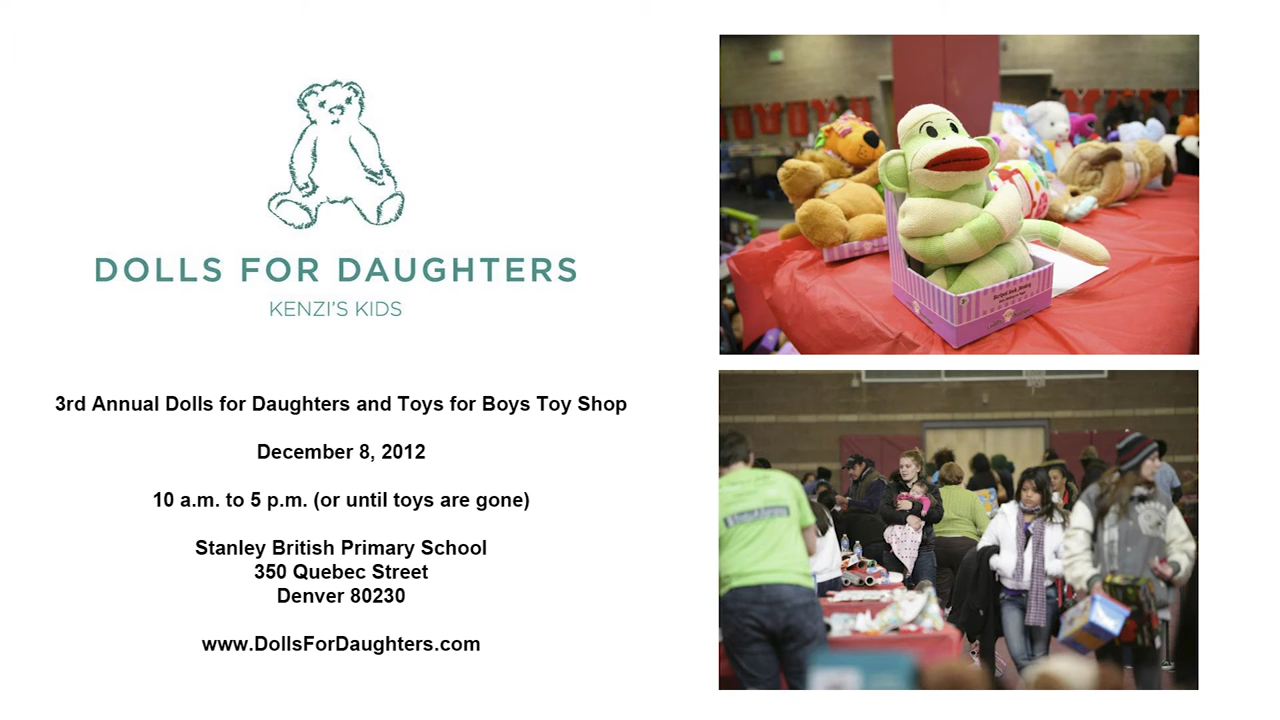 DOLLS FOR DAUGHTERS
KENZI'S KIDS
3rd Annual Dolls for Daughters and Toys for Boys Toy Shop
December 8, 2012
10 a.m. to 5 p.m. (or until toys are gone)
Stanley British Primary School
350 Quebec Street
Denver 80230
www.DollsForDaughters.com